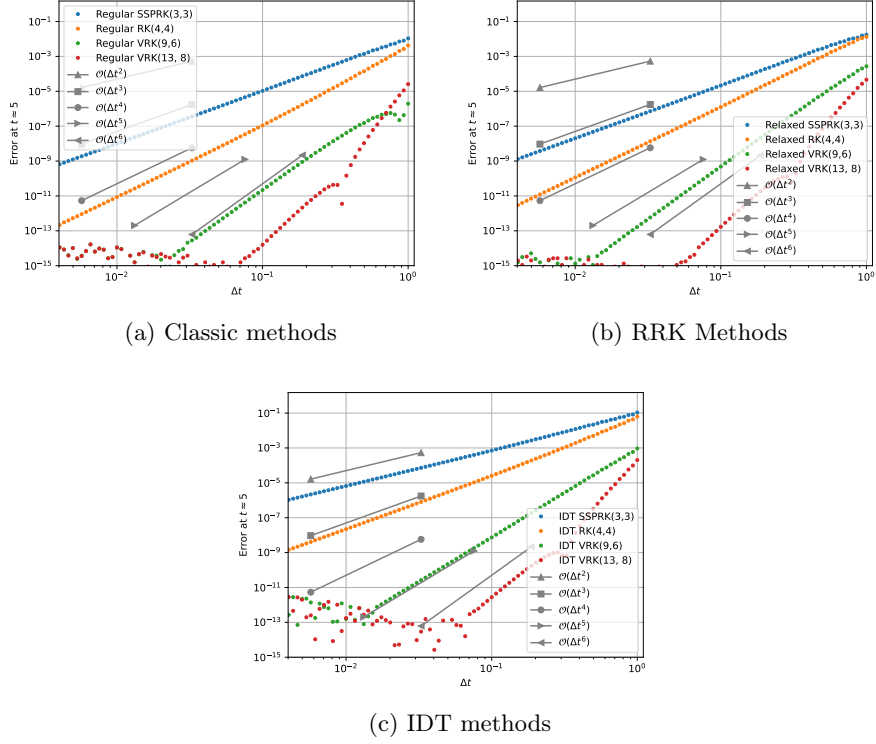 Error at t ≈ 5
10⁻¹
10⁻³
10⁻⁵
10⁻⁷
10⁻⁹
10⁻¹¹
10⁻¹³
10⁻¹⁵
Regular SSPRK(3,3)
Regular RK(4,4)
Regular VRK(9,6)
Regular VRK(13, 8)
𝒪(Δt²)
𝒪(Δt³)
𝒪(Δt⁴)
𝒪(Δt⁵)
𝒪(Δt⁶)
10⁻² 10⁻¹ 10⁰
Δt
(a) Classic methods
Error at t ≈ 5
10⁻¹
10⁻³
10⁻⁵
10⁻⁷
10⁻⁹
10⁻¹¹
10⁻¹³
10⁻¹⁵
Relaxed SSPRK(3,3)
Relaxed RK(4,4)
Relaxed VRK(9,6)
Relaxed VRK(13, 8)
𝒪(Δt²)
𝒪(Δt³)
𝒪(Δt⁴)
𝒪(Δt⁵)
𝒪(Δt⁶)
10⁻² 10⁻¹ 10⁰
Δt
(b) RRK Methods
Error at t ≈ 5
10⁻¹
10⁻³
10⁻⁵
10⁻⁷
10⁻⁹
10⁻¹¹
10⁻¹³
10⁻¹⁵
IDT SSPRK(3,3)
IDT RK(4,4)
IDT VRK(9,6)
IDT VRK(13, 8)
𝒪(Δt²)
𝒪(Δt³)
𝒪(Δt⁴)
𝒪(Δt⁵)
𝒪(Δt⁶)
10⁻² 10⁻¹ 10⁰
Δt
(c) IDT methods